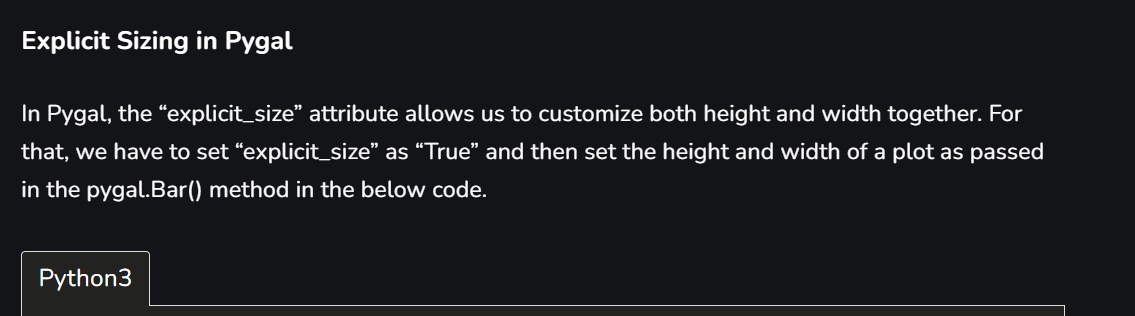 Explicit Sizing in Pygal
In Pygal, the “explicit_size” attribute allows us to customize both height and width together. For
that, we have to set “explicit_size” as “True” and then set the height and width of a plot as passed
in the pygal.Bar() method in the below code.
Python3